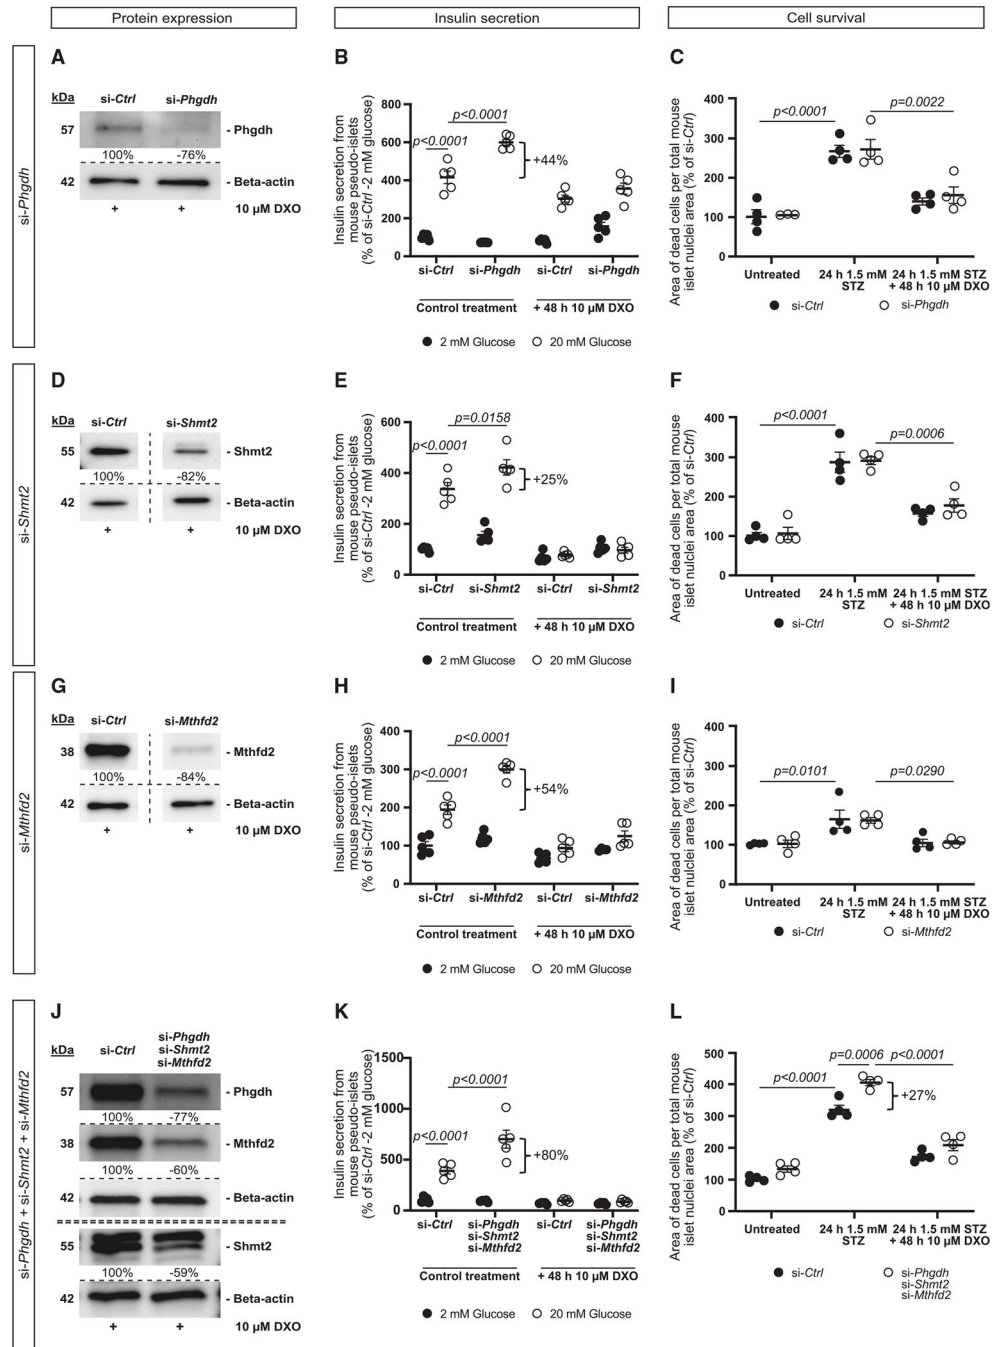 Protein expression
Insulin secretion
Cell survival
si-Phgdh
A
kDa
si-Ctrl
si-Phgdh
57
- Phgdh
100%
-76%
42
- Beta-actin
+
+
10 µM DXO
B
Insulin secretion from
mouse pseudo-islets
(% of si-Ctrl -2 mM glucose)
800
600
400
200
0
p<0.0001
p<0.0001
+44%
si-Ctrl
si-Phgdh
si-Ctrl
si-Phgdh
Control treatment
+ 48 h 10 µM DXO
2 mM Glucose
20 mM Glucose
C
Area of dead cells per total mouse
islet nulclei area (% of si-Ctrl)
400
300
200
100
0
p<0.0001
p=0.0022
Untreated
24 h 1.5 mM
STZ
24 h 1.5 mM STZ
+ 48 h 10 µM DXO
si-Ctrl
si-Phgdh
si-Shmt2
D
kDa
si-Ctrl
si-Shmt2
55
- Shmt2
100%
-82%
42
- Beta-actin
+
+
10 µM DXO
E
Insulin secretion from
mouse pseudo-islets
(% of si-Ctrl -2 mM glucose)
600
400
200
0
p=0.0158
p<0.0001
+25%
si-Ctrl
si-Shmt2
si-Ctrl
si-Shmt2
Control treatment
+ 48 h 10 µM DXO
2 mM Glucose
20 mM Glucose
F
Area of dead cells per total mouse
islet nulclei area (% of si-Ctrl)
400
300
200
100
0
p<0.0001
p=0.0006
Untreated
24 h 1.5 mM
STZ
24 h 1.5 mM STZ
+ 48 h 10 µM DXO
si-Ctrl
si-Shmt2
si-Mthfd2
G
kDa
si-Ctrl
si-Mthfd2
38
- Mthfd2
100%
-84%
42
- Beta-actin
+
+
10 µM DXO
H
Insulin secretion from
mouse pseudo-islets
(% of si-Ctrl -2 mM glucose)
400
300
200
100
0
p<0.0001
p<0.0001
+54%
si-Ctrl
si-Mthfd2
si-Ctrl
si-Mthfd2
Control treatment
+ 48 h 10 µM DXO
2 mM Glucose
20 mM Glucose
I
Area of dead cells per total mouse
islet nulclei area (% of si-Ctrl)
400
300
200
100
0
p=0.0101
p=0.0290
Untreated
24 h 1.5 mM
STZ
24 h 1.5 mM STZ
+ 48 h 10 µM DXO
si-Ctrl
si-Mthfd2
si-Phgdh + si-Shmt2 + si-Mthfd2
J
kDa
si-Ctrl
si-Phgdh
si-Shmt2
si-Mthfd2
57
- Phgdh
100%
-77%
38
- Mthfd2
100%
-60%
42
- Beta-actin
55
- Shmt2
100%
-59%
42
- Beta-actin
+
+
10 µM DXO
K
Insulin secretion from
mouse pseudo-islets
(% of si-Ctrl -2 mM glucose)
1500
1000
500
0
p<0.0001
p<0.0001
+80%
si-Ctrl
si-Phgdh
si-Shmt2
si-Mthfd2
si-Ctrl
si-Phgdh
si-Shmt2
si-Mthfd2
Control treatment
+ 48 h 10 µM DXO
2 mM Glucose
20 mM Glucose
L
Area of dead cells per total mouse
islet nuclei area (% of si-Ctrl)
500
400
300
200
100
0
p=0.0006
p<0.0001
p<0.0001
+27%
Untreated
24 h 1.5 mM
STZ
24 h 1.5 mM STZ
+ 48 h 10 µM DXO
si-Ctrl
si-Phgdh
si-Shmt2
si-Mthfd2